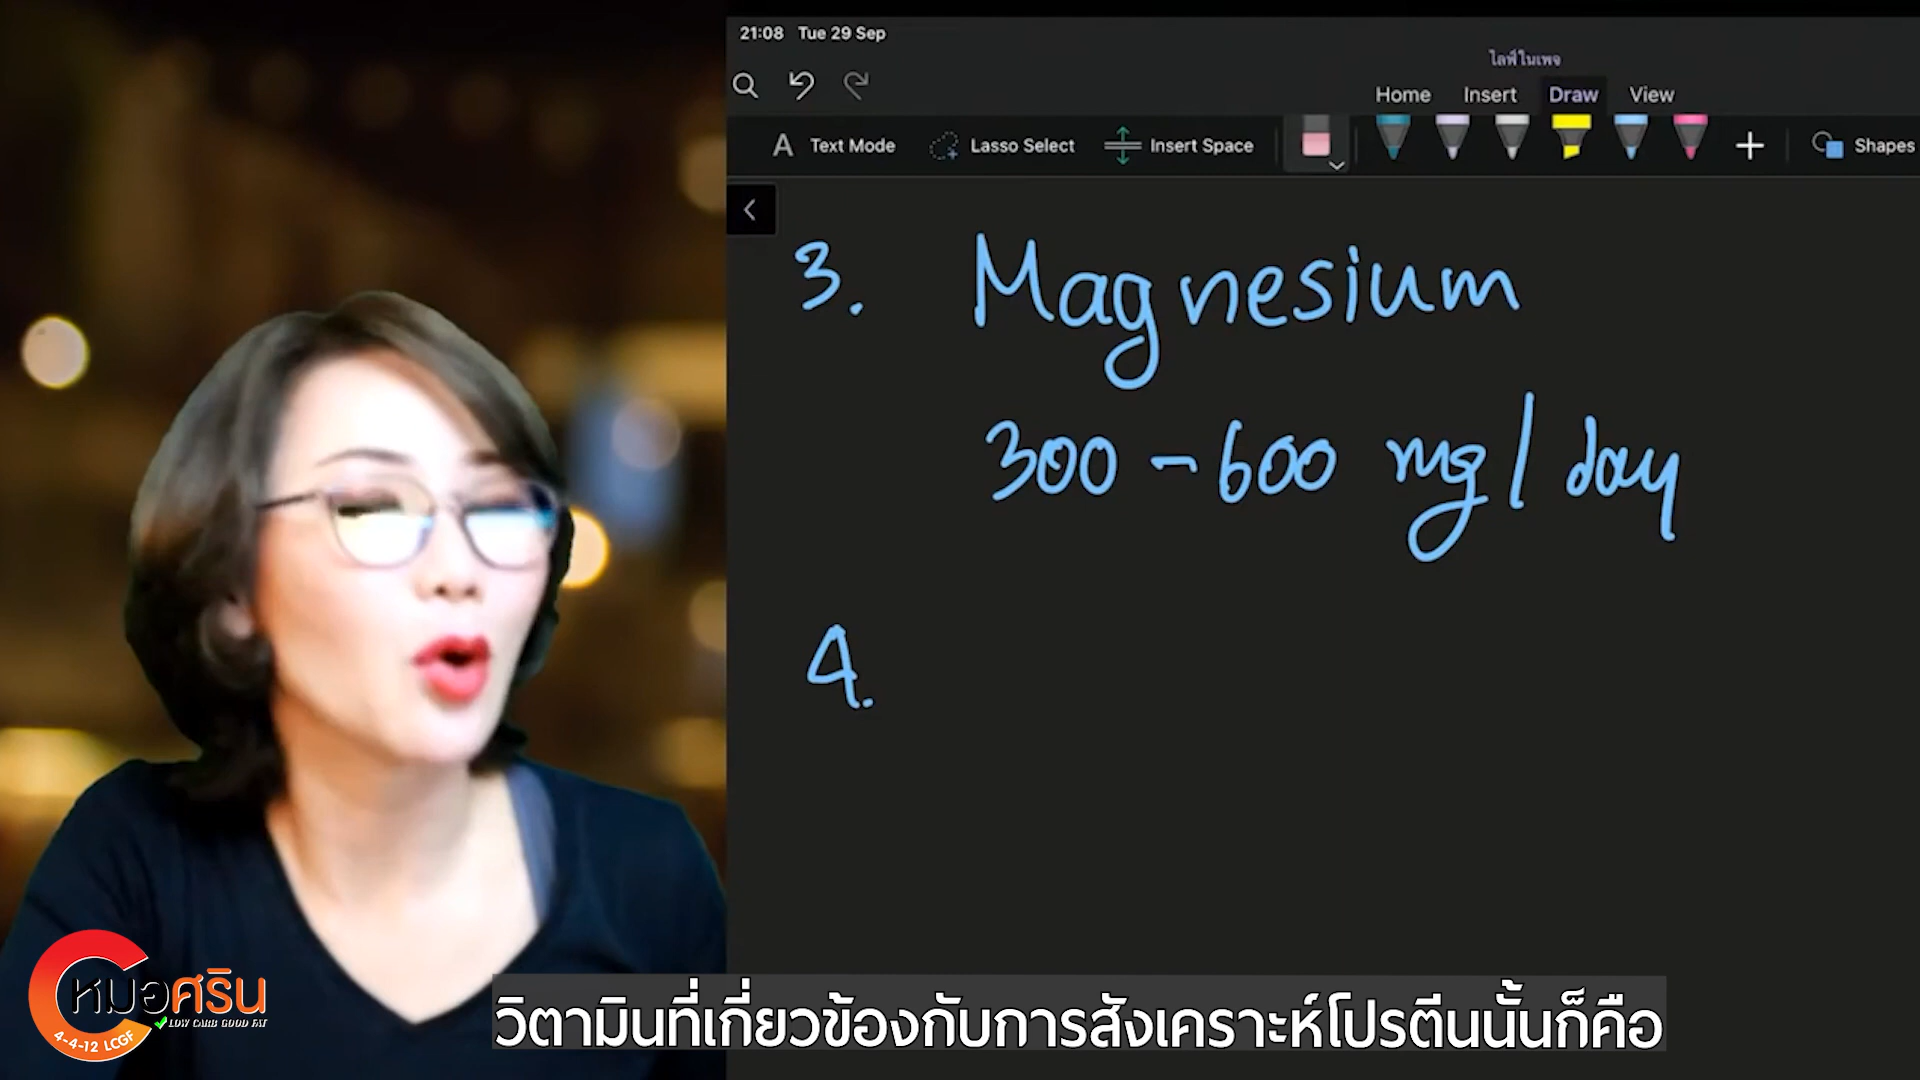 21:08 Tue 29 Sep
ไลฟ์ในเพจ
Home Insert Draw View
A Text Mode Lasso Select Insert Space Shapes
3. Magnesium
300 - 600 mg / day
4.
หมอศริน
LOW CARB GOOD FAT
4-4-12 LCGF
วิตามินที่เกี่ยวข้องกับการสังเคราะห์โปรตีนนั้นก็คือ